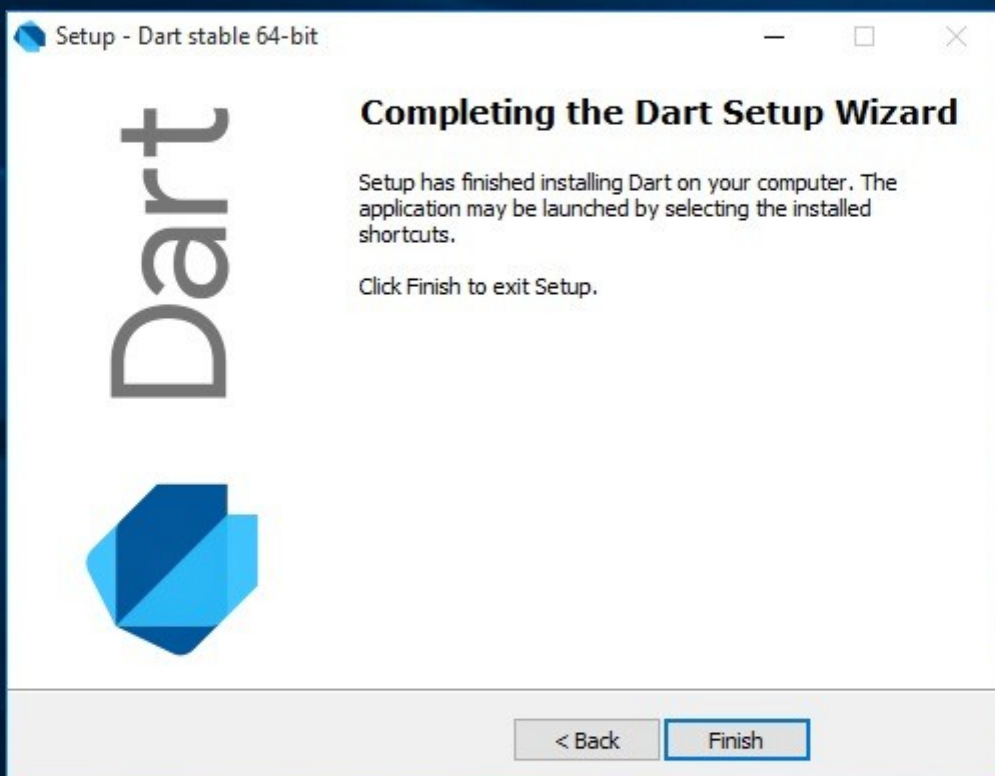 Setup - Dart stable 64-bit
Dart
Completing the Dart Setup Wizard
Setup has finished installing Dart on your computer. The
application may be launched by selecting the installed
shortcuts.
Click Finish to exit Setup.
< Back
Finish